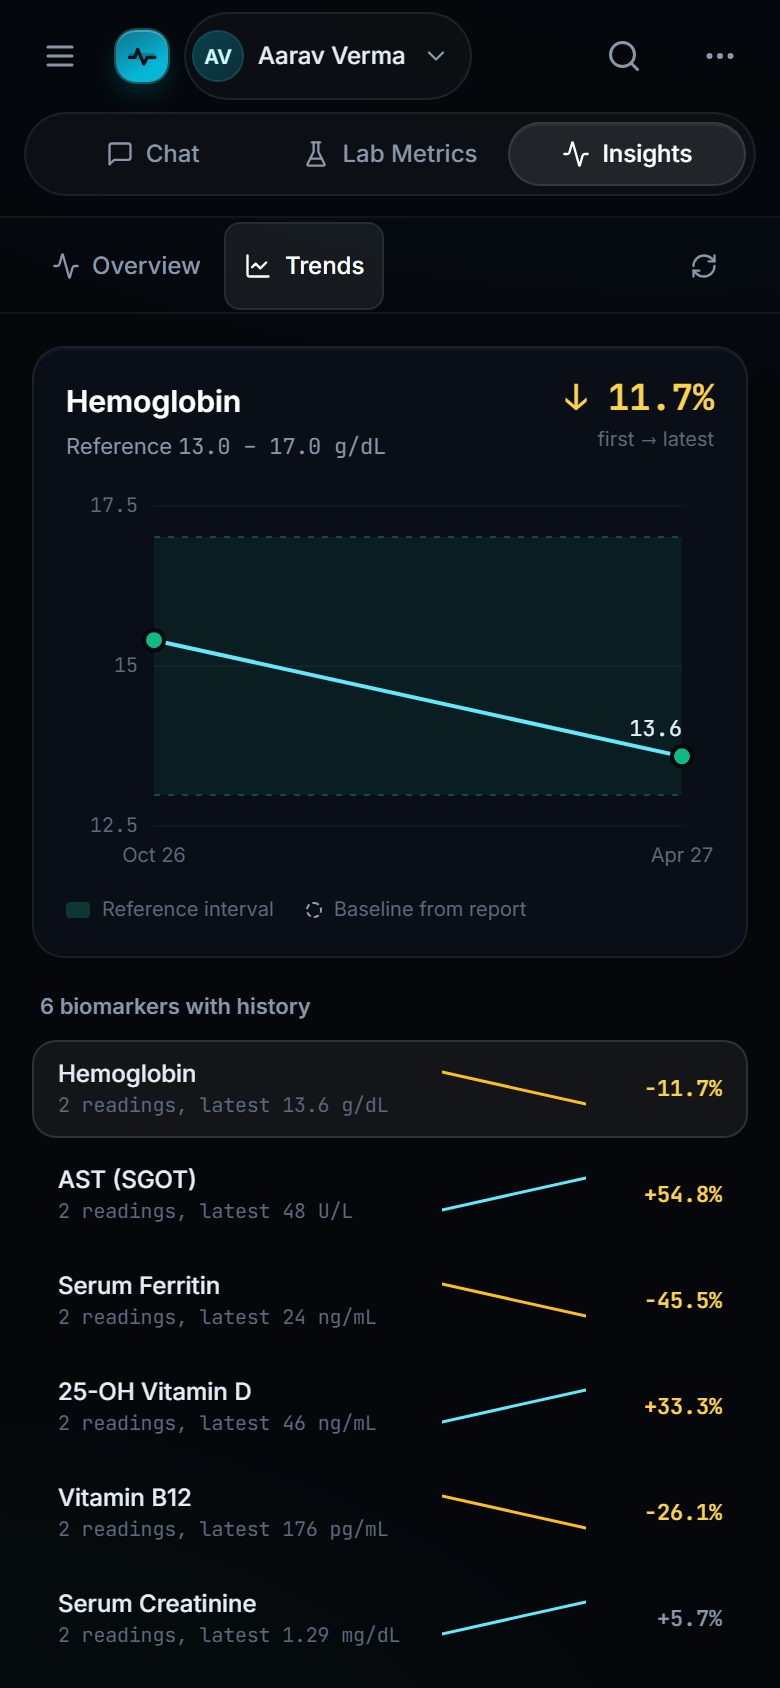 AV Aarav Verma
Chat Lab Metrics Insights
Overview Trends
Hemoglobin ↓ 11.7%
Reference 13.0 – 17.0 g/dL first → latest
17.5
15
13.6
12.5
Oct 26 Apr 27
Reference interval Baseline from report
6 biomarkers with history
Hemoglobin
2 readings, latest 13.6 g/dL -11.7%
AST (SGOT)
2 readings, latest 48 U/L +54.8%
Serum Ferritin
2 readings, latest 24 ng/mL -45.5%
25-OH Vitamin D
2 readings, latest 46 ng/mL +33.3%
Vitamin B12
2 readings, latest 176 pg/mL -26.1%
Serum Creatinine
2 readings, latest 1.29 mg/dL +5.7%